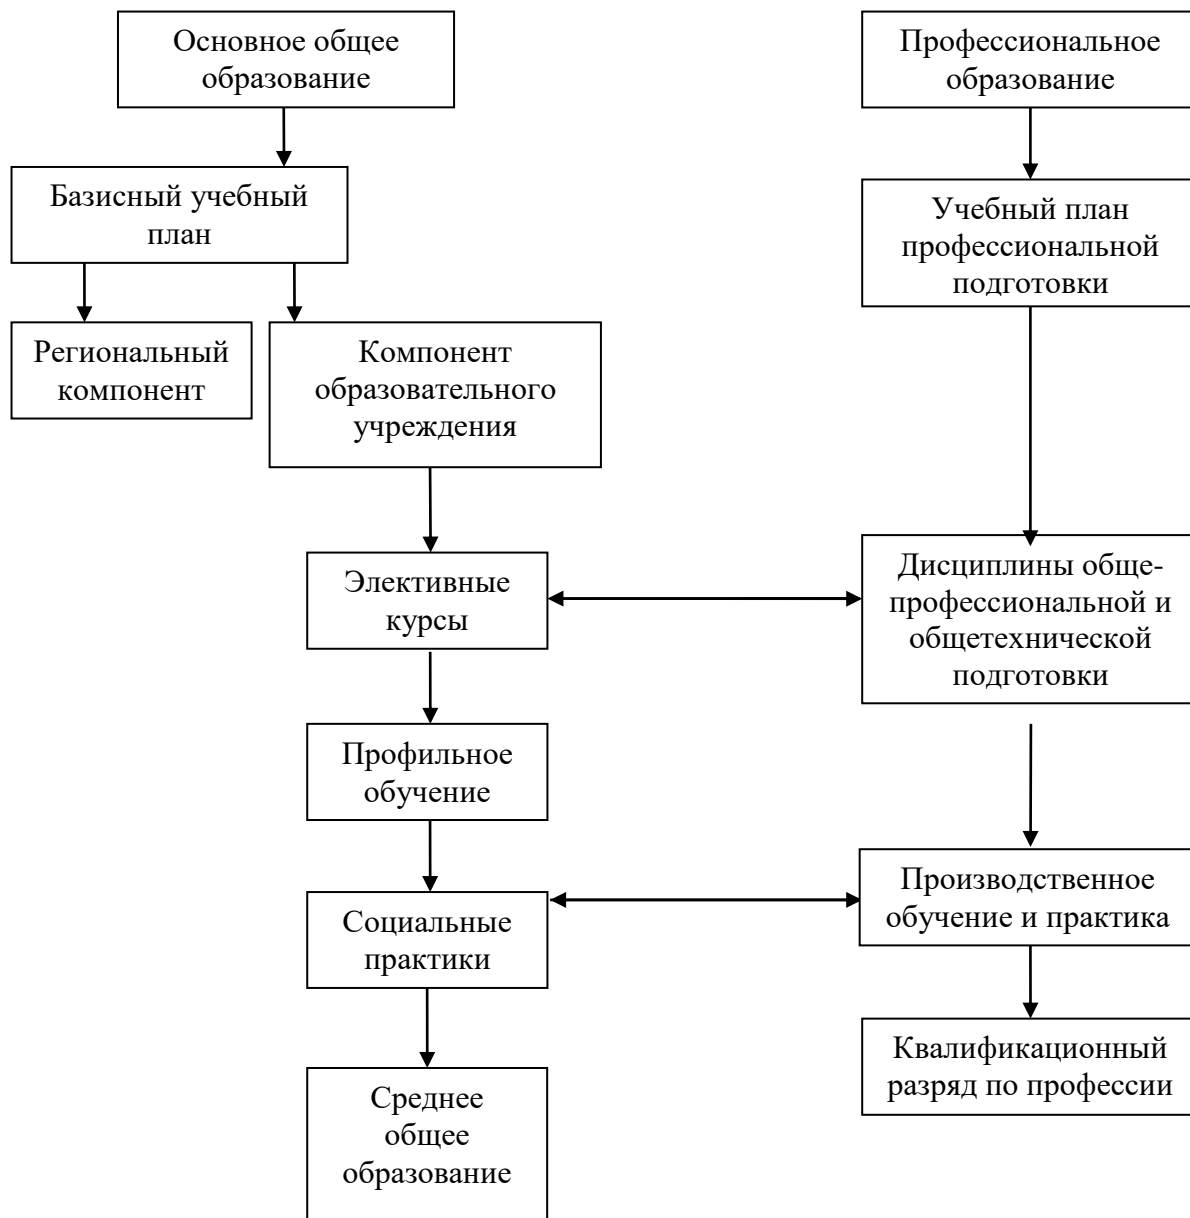 Основное общее
образование
Профессиональное
образование
Базисный учебный
план
Учебный план
профессиональной
подготовки
Региональный
компонент
Компонент
образовательного
учреждения
Элективные
курсы
Дисциплины обще-
профессиональной и
общетехнической
подготовки
Профильное
обучение
Социальные
практики
Производственное
обучение и практика
Квалификационный
разряд по профессии
Среднее
общее
образование